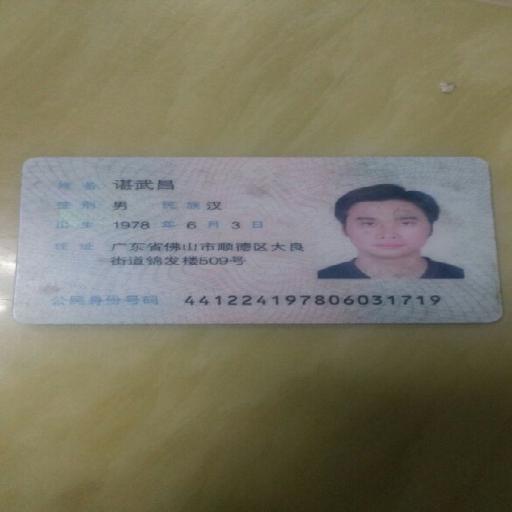 姓名 谌武昌
性别 男 民族 汉
出生 1978 年 6 月 3 日
住址 广东省佛山市顺德区大良
街道锦发楼509号
公民身份号码 441224197806031719